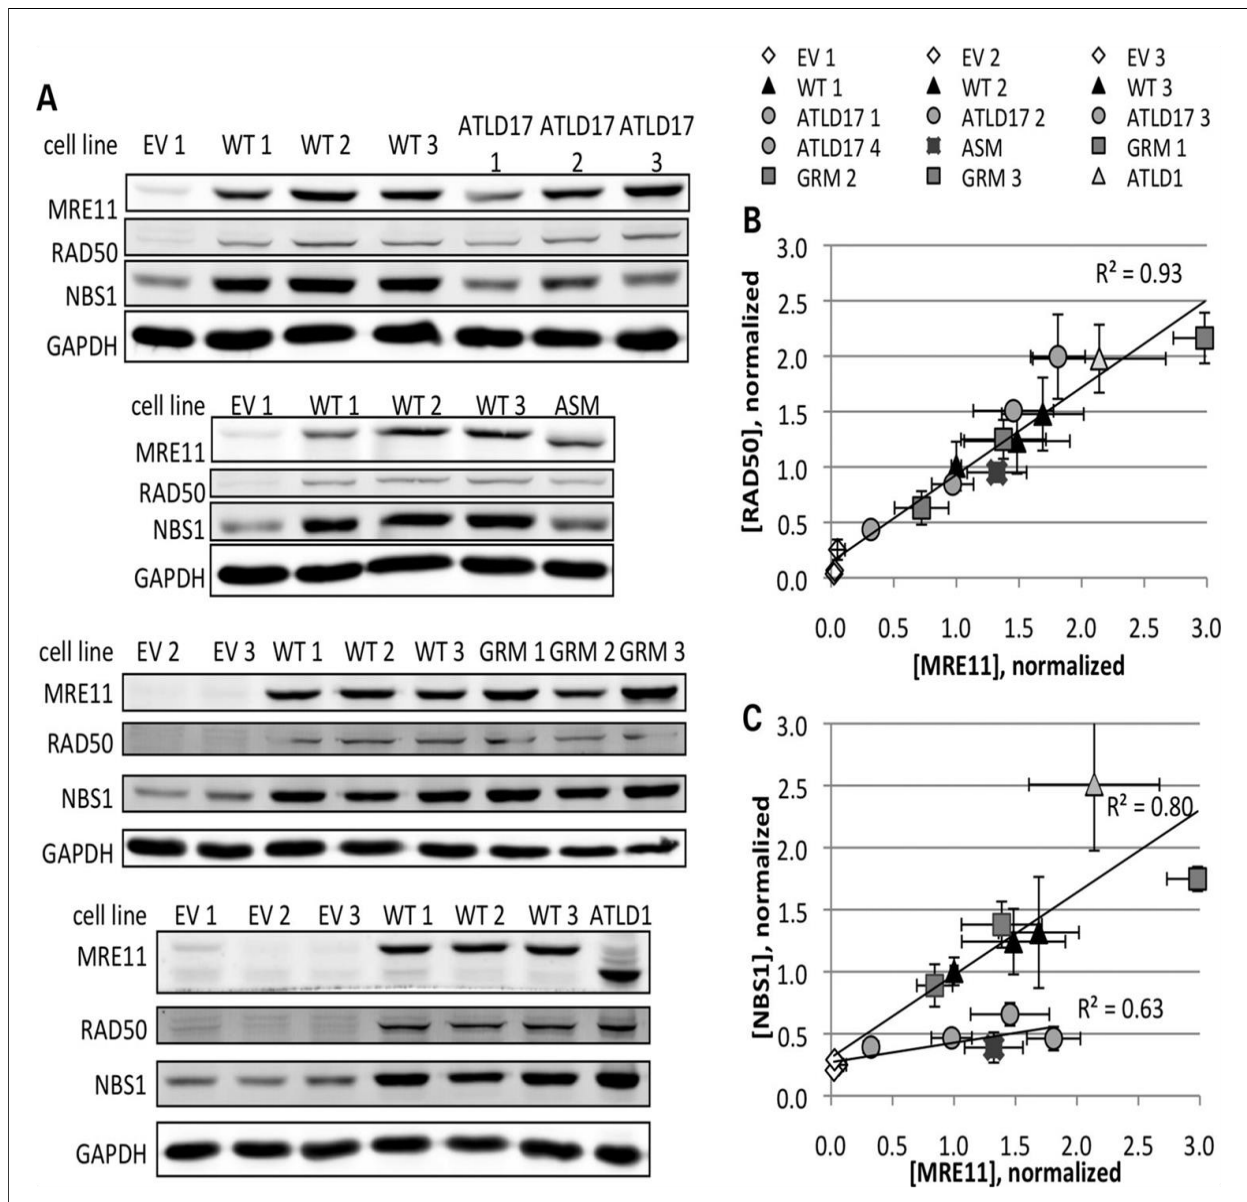 A
cell line EV 1 WT 1 WT 2 WT 3 ATLD17 1 ATLD17 2 ATLD17 3
MRE11
RAD50
NBS1
GAPDH
cell line EV 1 WT 1 WT 2 WT 3 ASM
MRE11
RAD50
NBS1
GAPDH
cell line EV 2 EV 3 WT 1 WT 2 WT 3 GRM 1 GRM 2 GRM 3
MRE11
RAD50
NBS1
GAPDH
cell line EV 1 EV 2 EV 3 WT 1 WT 2 WT 3 ATLD1
MRE11
RAD50
NBS1
GAPDH
EV 1 EV 2 EV 3
WT 1 WT 2 WT 3
ATLD17 1 ATLD17 2 ATLD17 3
ATLD17 4 ASM GRM 1
GRM 2 GRM 3 ATLD1
B
[RAD50], normalized
3.0
2.5
2.0
1.5
1.0
0.5
0.0
R² = 0.93
0.0 0.5 1.0 1.5 2.0 2.5 3.0
[MRE11], normalized
C
[NBS1], normalized
3.0
2.5
2.0
1.5
1.0
0.5
0.0
R² = 0.80
R² = 0.63
0.0 0.5 1.0 1.5 2.0 2.5 3.0
[MRE11], normalized